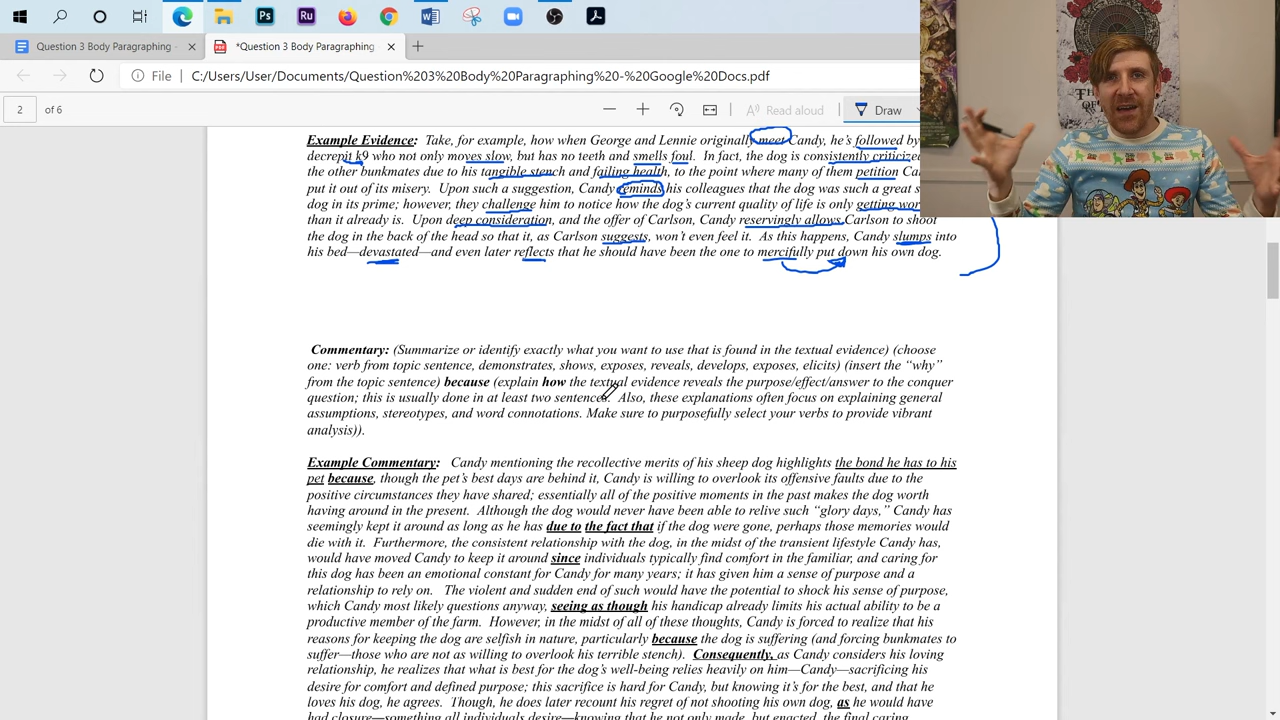 Question 3 Body Paragraphing -
*Question 3 Body Paragraphing
File
C:/Users/User/Documents/Question%203%20Body%20Paragraphing%20-%20Google%20Docs.pdf
2 of 6
Read aloud
Draw
Example Evidence: Take, for example, how when George and Lennie originally meet Candy, he's followed by
decrepit k9 who not only moves slow, but has no teeth and smells foul. In fact, the dog is consistently criticized
the other bunkmates due to his tangible stench and failing health, to the point where many of them petition Ca
put it out of its misery. Upon such a suggestion, Candy reminds his colleagues that the dog was such a great s
dog in its prime; however, they challenge him to notice how the dog's current quality of life is only getting wor
than it already is. Upon deep consideration, and the offer of Carlson, Candy reservingly allows Carlson to shoot
the dog in the back of the head so that it, as Carlson suggests, won't even feel it. As this happens, Candy slumps into
his bed—devastated—and even later reflects that he should have been the one to mercifully put down his own dog.
Commentary: (Summarize or identify exactly what you want to use that is found in the textual evidence) (choose
one: verb from topic sentence, demonstrates, shows, exposes, reveals, develops, exposes, elicits) (insert the “why”
from the topic sentence) because (explain how the textual evidence reveals the purpose/effect/answer to the conquer
question; this is usually done in at least two sentences. Also, these explanations often focus on explaining general
assumptions, stereotypes, and word connotations. Make sure to purposefully select your verbs to provide vibrant
analysis)).
Example Commentary: Candy mentioning the recollective merits of his sheep dog highlights the bond he has to his
pet because, though the pet's best days are behind it, Candy is willing to overlook its offensive faults due to the
positive circumstances they have shared; essentially all of the positive moments in the past makes the dog worth
having around in the present. Although the dog would never have been able to relive such “glory days,” Candy has
seemingly kept it around as long as he has due to the fact that if the dog were gone, perhaps those memories would
die with it. Furthermore, the consistent relationship with the dog, in the midst of the transient lifestyle Candy has,
would have moved Candy to keep it around since individuals typically find comfort in the familiar, and caring for
this dog has been an emotional constant for Candy for many years; it has given him a sense of purpose and a
relationship to rely on. The violent and sudden end of such would have the potential to shock his sense of purpose,
which Candy most likely questions anyway, seeing as though his handicap already limits his actual ability to be a
productive member of the farm. However, in the midst of all of these thoughts, Candy is forced to realize that his
reasons for keeping the dog are selfish in nature, particularly because the dog is suffering (and forcing bunkmates to
suffer—those who are not as willing to overlook his terrible stench). Consequently, as Candy considers his loving
relationship, he realizes that what is best for the dog's well-being relies heavily on him—Candy—sacrificing his
desire for comfort and defined purpose; this sacrifice is hard for Candy, but knowing it's for the best, and that he
loves his dog, he agrees. Though, he does later recount his regret of not shooting his own dog, as he would have
had closure—something all individuals desire—knowing that he not only made, but enacted, the final caring